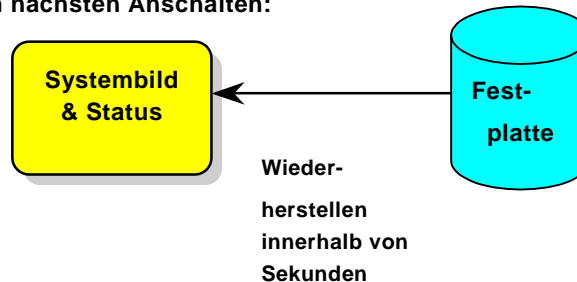 nächsten Anschalten:
Systembild
& Status
Fest-
platte
Wieder-
herstellen
innerhalb von
Sekunden